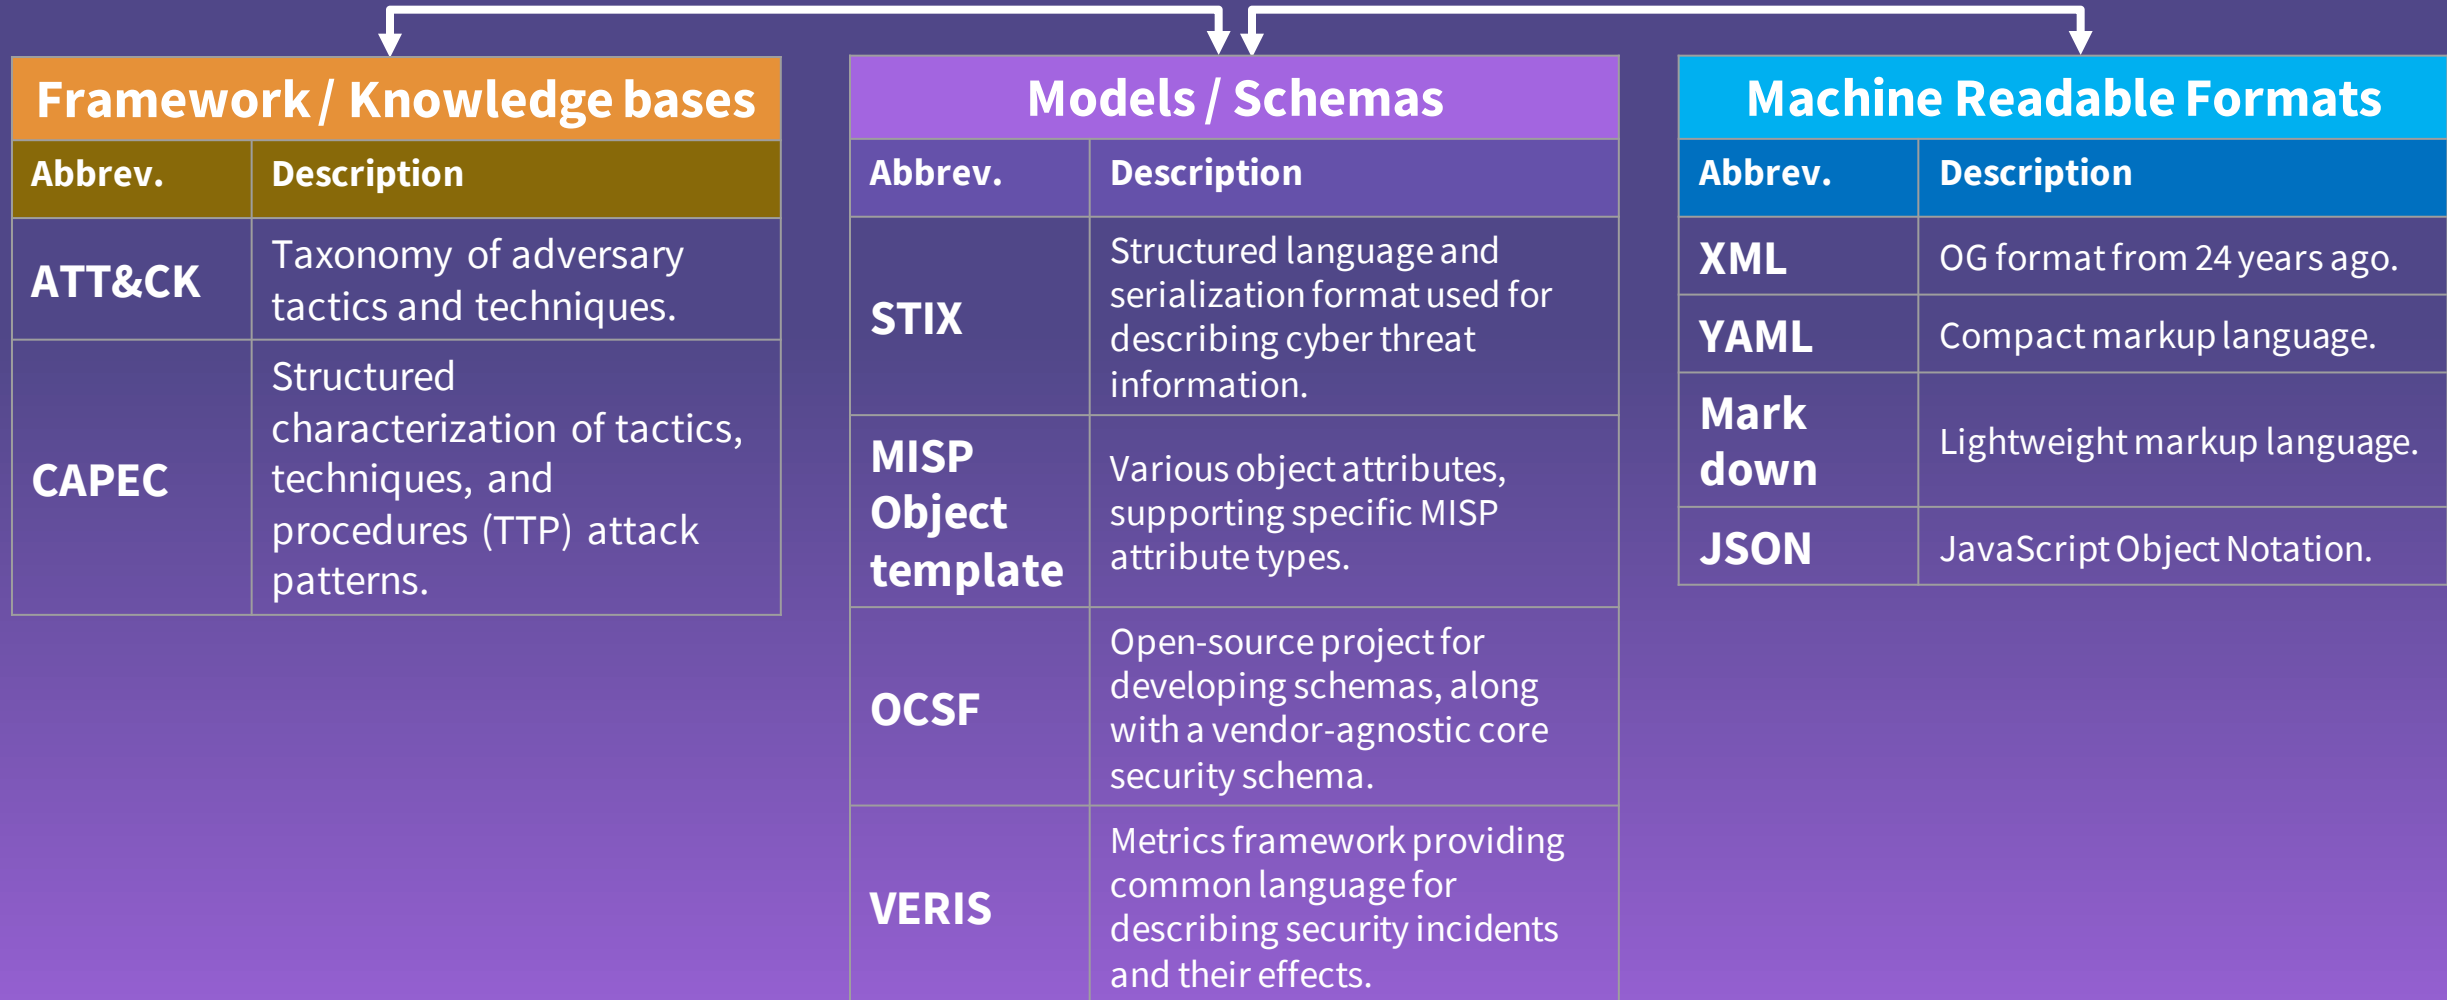 Framework / Knowledge bases
Abbrev.
Description
ATT&CK
Taxonomy of adversary
tactics and techniques.
CAPEC
Structured
characterization of tactics,
techniques, and
procedures (TTP) attack
patterns.
Models / Schemas
Abbrev.
Description
STIX
Structured language and
serialization format used for
describing cyber threat
information.
MISP
Object
template
Various object attributes,
supporting specific MISP
attribute types.
OCSF
Open-source project for
developing schemas, along
with a vendor-agnostic core
security schema.
VERIS
Metrics framework providing
common language for
describing security incidents
and their effects.
Machine Readable Formats
Abbrev.
Description
XML
OG format from 24 years ago.
YAML
Compact markup language.
Mark
down
Lightweight markup language.
JSON
JavaScript Object Notation.